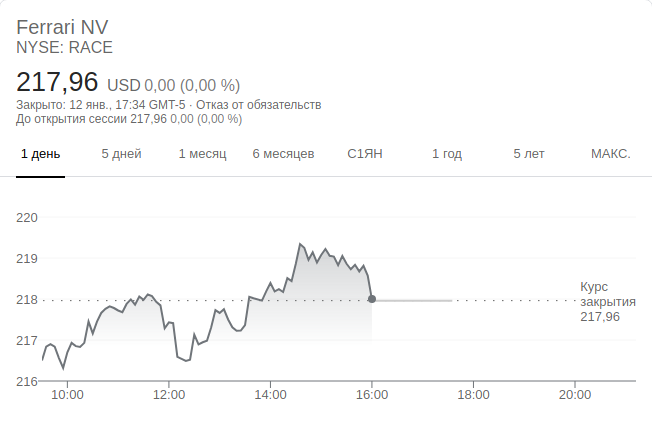 Ferrari NV
NYSE: RACE
217,96 USD 0,00 (0,00 %)
Закрыто: 12 янв., 17:34 GMT-5 · Отказ от обязательств
До открытия сессии 217,96 0,00 (0,00 %)
1 день 5 дней 1 месяц 6 месяцев С1ЯН 1 год 5 лет МАКС.
220
219
218
217
216
Курс
закрытия
217,96
10:00 12:00 14:00 16:00 18:00 20:00